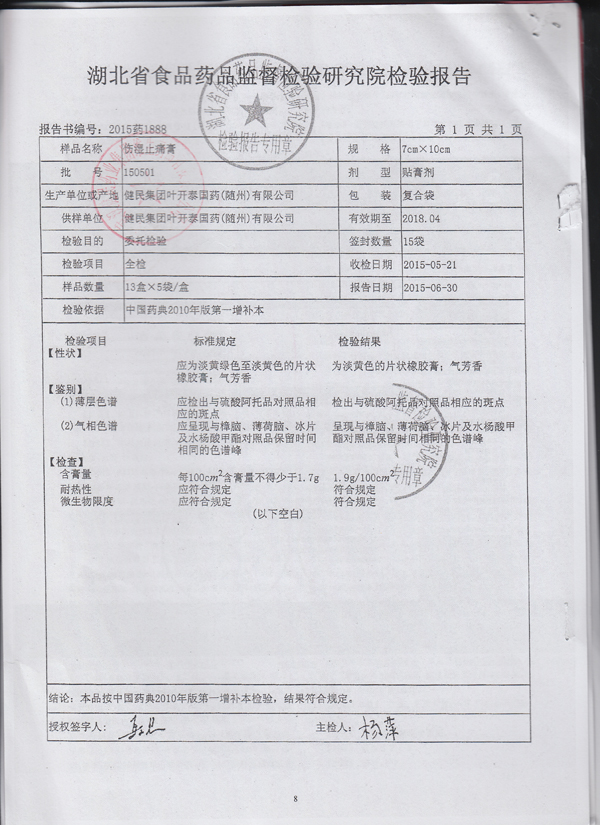 湖北省食品药品监督检验研究院检验报告
报告书编号: 2015药1888 第 1 页 共 1 页
样品名称 伤湿止痛膏 规 格 7cm×10cm
批 号 150501 剂 型 贴膏剂
生产单位或产地 健民集团叶开泰国药(随州)有限公司 包 装 复合袋
供样单位 健民集团叶开泰国药(随州)有限公司 有效期至 2018.04
检验目的 委托检验 签封数量 15袋
检验项目 全检 收检日期 2015-05-21
样品数量 13盒×5袋/盒 报告日期 2015-06-30
检验依据 中国药典2010年版第一增补本
检验项目 标准规定 检验结果
【性状】
应为淡黄绿色至淡黄色的片状 为淡黄色的片状橡胶膏；气芳香
橡胶膏；气芳香
【鉴别】
(1)薄层色谱 应检出与硫酸阿托品对照品相 检出与硫酸阿托品对照品相应的斑点
应的斑点
(2)气相色谱 应呈现与樟脑、薄荷脑、冰片 呈现与樟脑、薄荷脑、冰片及水杨酸甲
及水杨酸甲酯对照品保留时间 酯对照品保留时间相同的色谱峰
相同的色谱峰
【检查】
含膏量 每100cm²含膏量不得少于1.7g 1.9g/100cm²
耐热性 应符合规定 符合规定
微生物限度 应符合规定 符合规定
(以下空白)
结论: 本品按中国药典2010年版第一增补本检验，结果符合规定。
授权签字人: 主检人: 杨萍
检验报告专用章
专用章
8